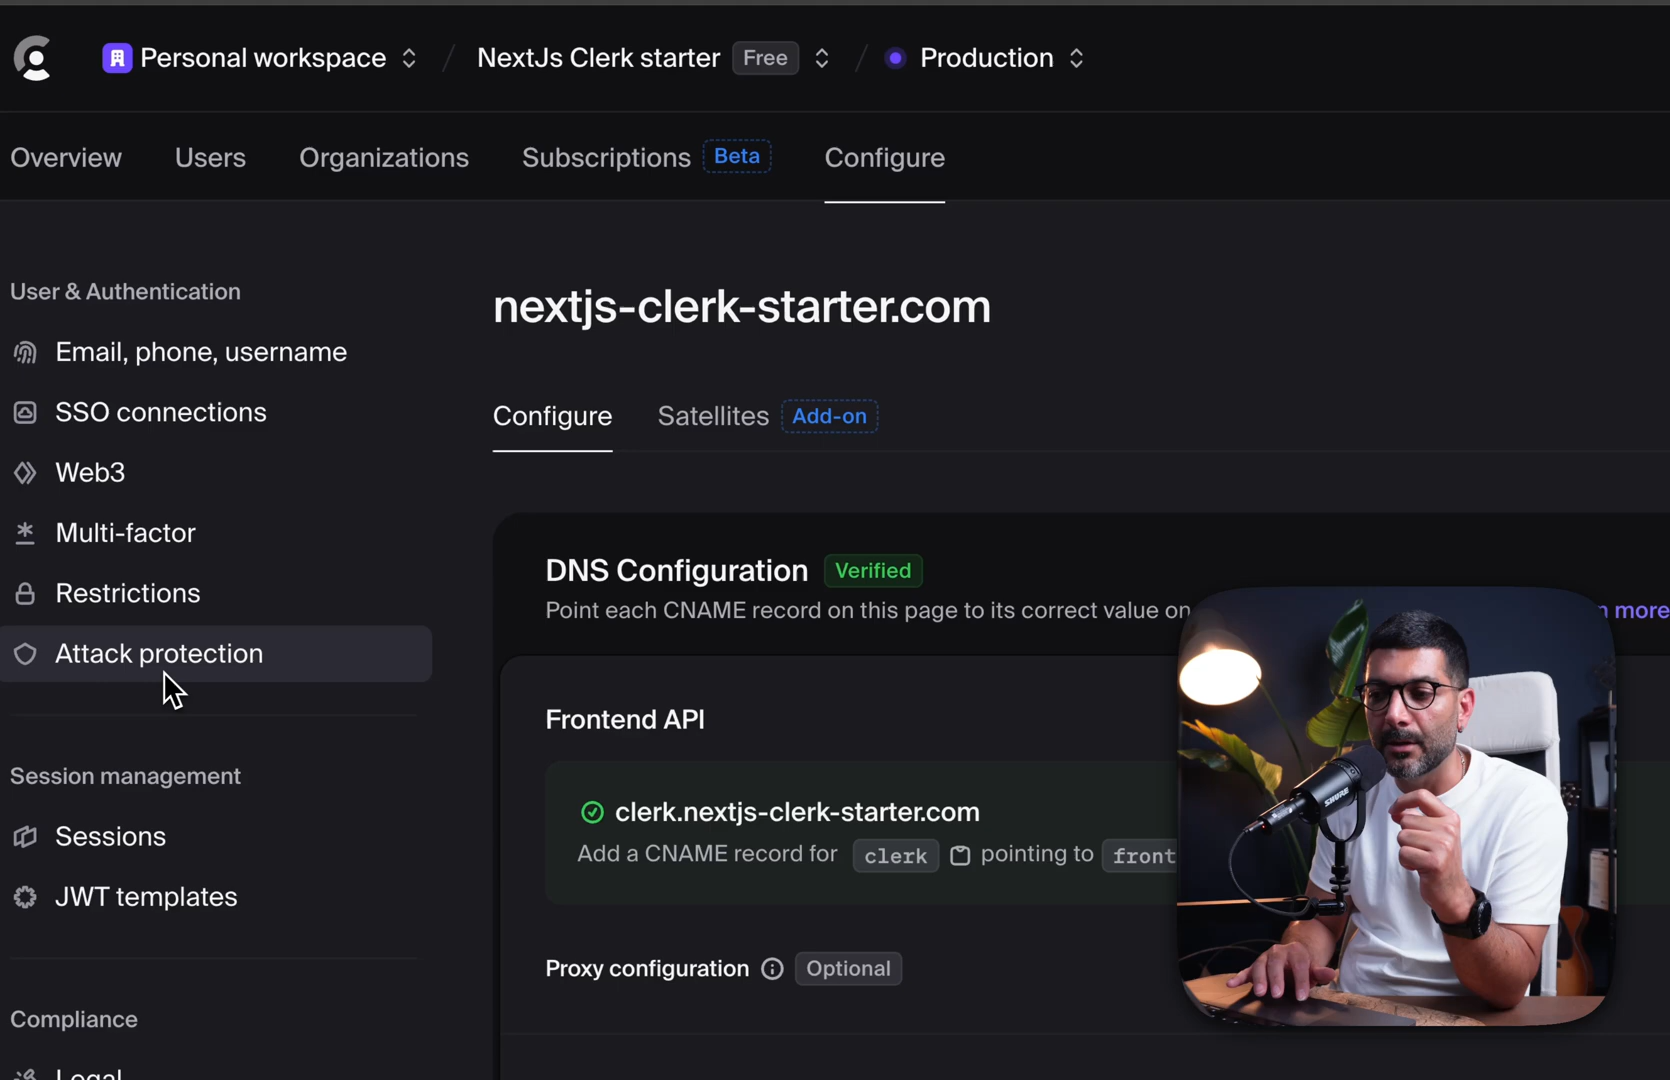 Personal workspace / NextJs Clerk starter Free / Production
Overview Users Organizations Subscriptions Beta Configure
User & Authentication
Email, phone, username
SSO connections
Web3
Multi-factor
Restrictions
Attack protection
Session management
Sessions
JWT templates
Compliance
Legal
nextjs-clerk-starter.com
Configure Satellites Add-on
DNS Configuration Verified
Point each CNAME record on this page to its correct value on more
Frontend API
clerk.nextjs-clerk-starter.com
Add a CNAME record for clerk pointing to front
Proxy configuration Optional
SHURE